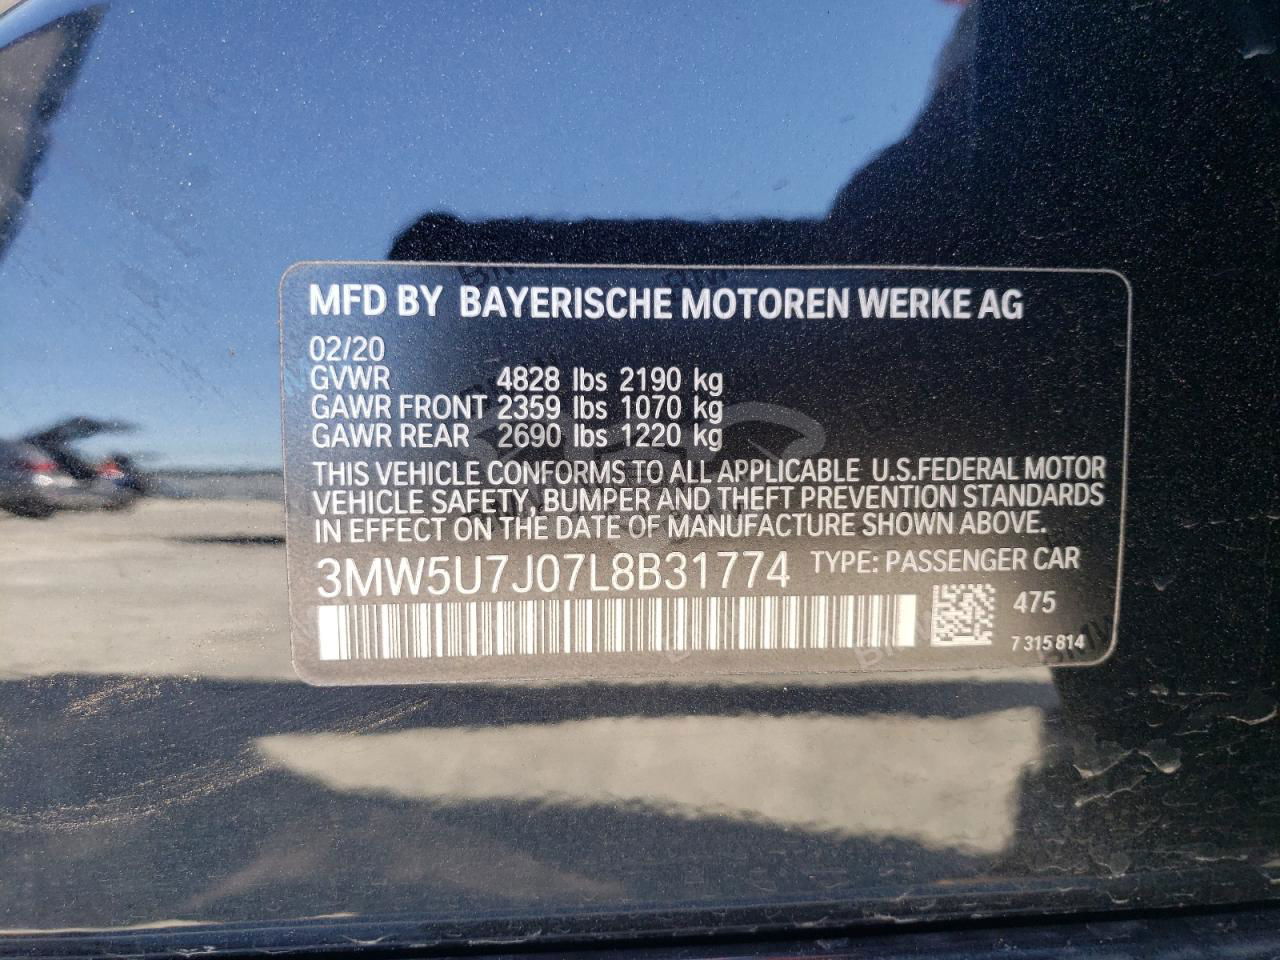 MFD BY BAYERISCHE MOTOREN WERKE AG
02/20
GVWR 4828 lbs 2190 kg
GAWR FRONT 2359 lbs 1070 kg
GAWR REAR 2690 lbs 1220 kg
THIS VEHICLE CONFORMS TO ALL APPLICABLE U.S.FEDERAL MOTOR
VEHICLE SAFETY, BUMPER AND THEFT PREVENTION STANDARDS
IN EFFECT ON THE DATE OF MANUFACTURE SHOWN ABOVE.
3MW5U7J07L8B31774 TYPE: PASSENGER CAR
475
7 315 814